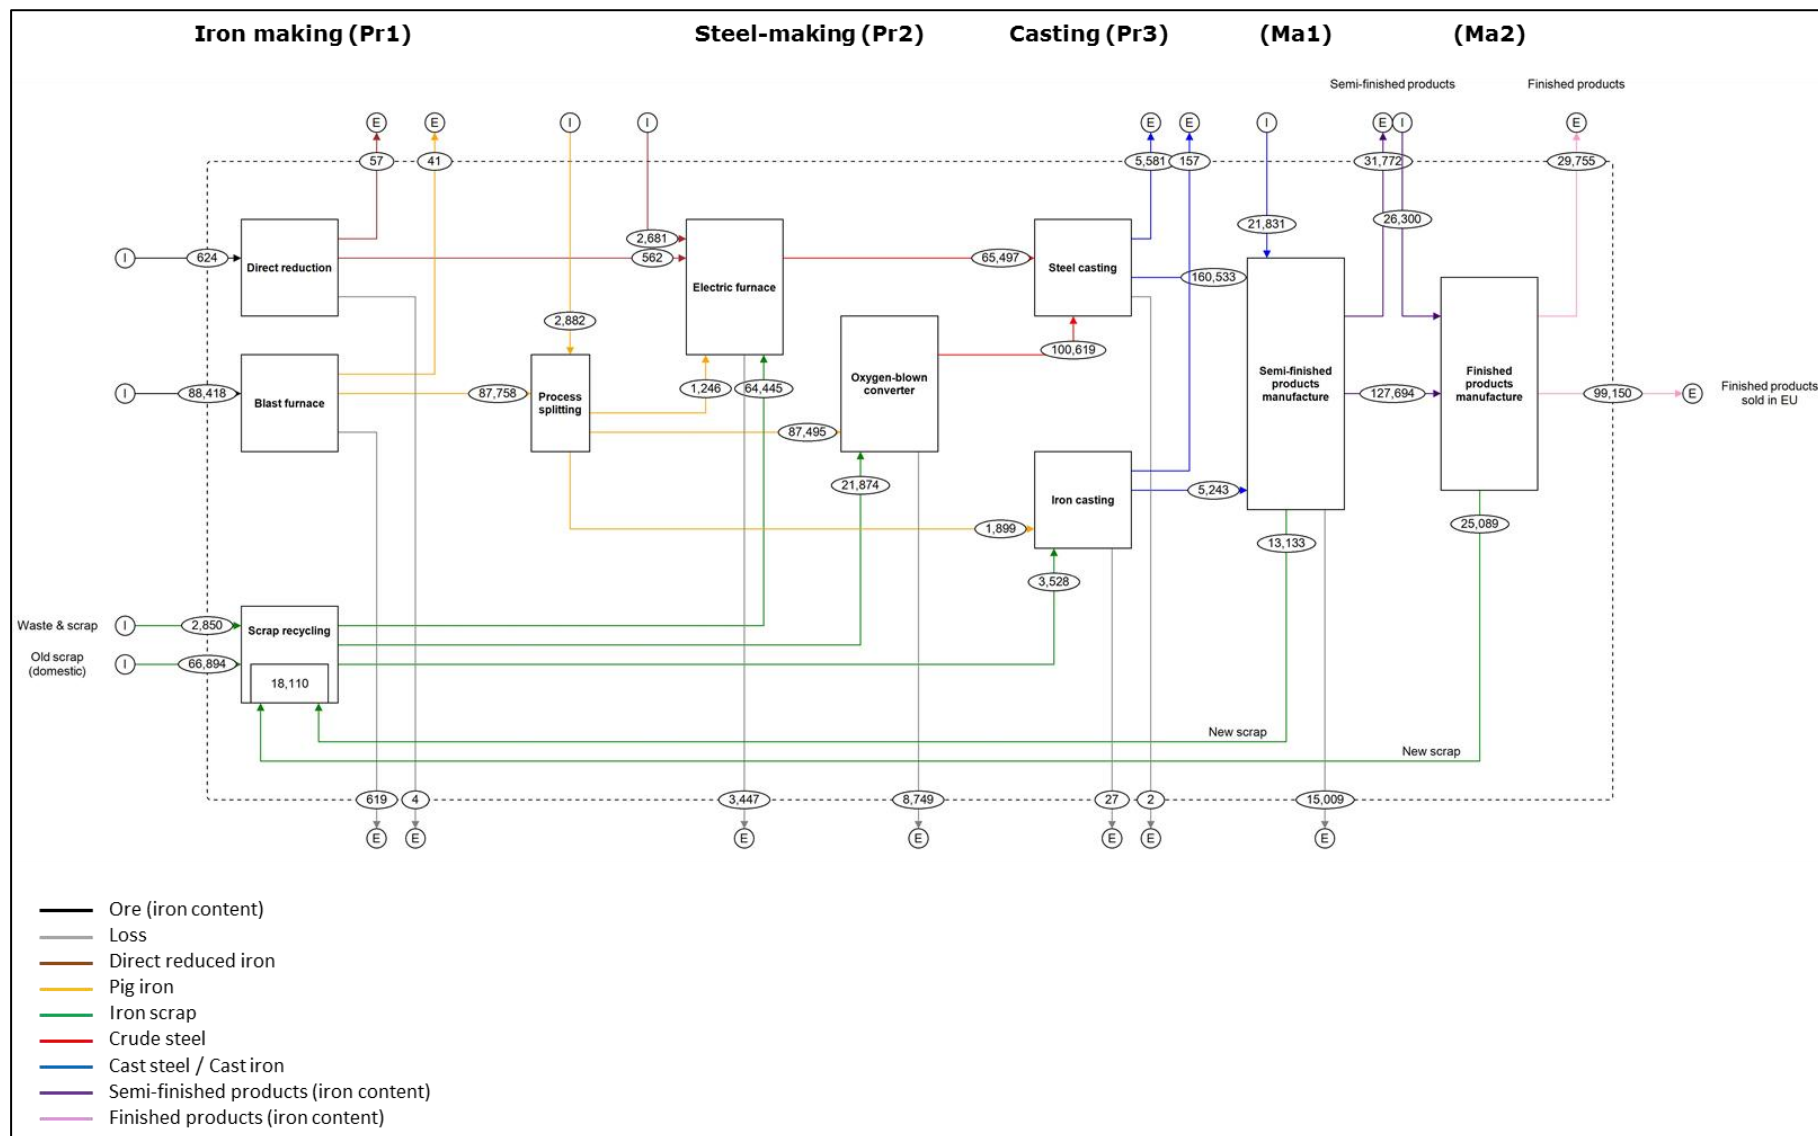 Iron making (Pr1) Steel-making (Pr2) Casting (Pr3) (Ma1) (Ma2)
Semi-finished products Finished products
E E I I E E I E I E
57 41 5,581 157 31,772 29,755
26,300
21,831
2,681
I 624 Direct reduction 562 Electric furnace 65,497 Steel casting 160,533
2,882
100,619
I 88,418 Blast furnace 87,758 Process
splitting
1,246 64,445 Oxygen-blown
converter
Semi-finished
products
manufacture
127,694 Finished
products
manufacture
99,150 E Finished products
sold in EU
87,495
21,874
Iron casting 5,243
1,899
25,089
13,133
3,528
Waste & scrap I 2,850 Scrap recycling
Old scrap
(domestic)
I 66,894
18,110
New scrap
New scrap
619 4 3,447 8,749 27 2 15,009
E E E E E E E
Ore (iron content)
Loss
Direct reduced iron
Pig iron
Iron scrap
Crude steel
Cast steel / Cast iron
Semi-finished products (iron content)
Finished products (iron content)